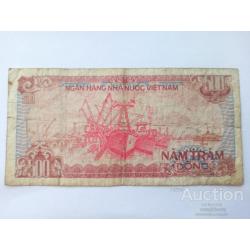 NGÂN HÀNG NHÀ NƯỚC VIỆT NAM
500
NĂM TRĂM
ĐỒNG
Auction